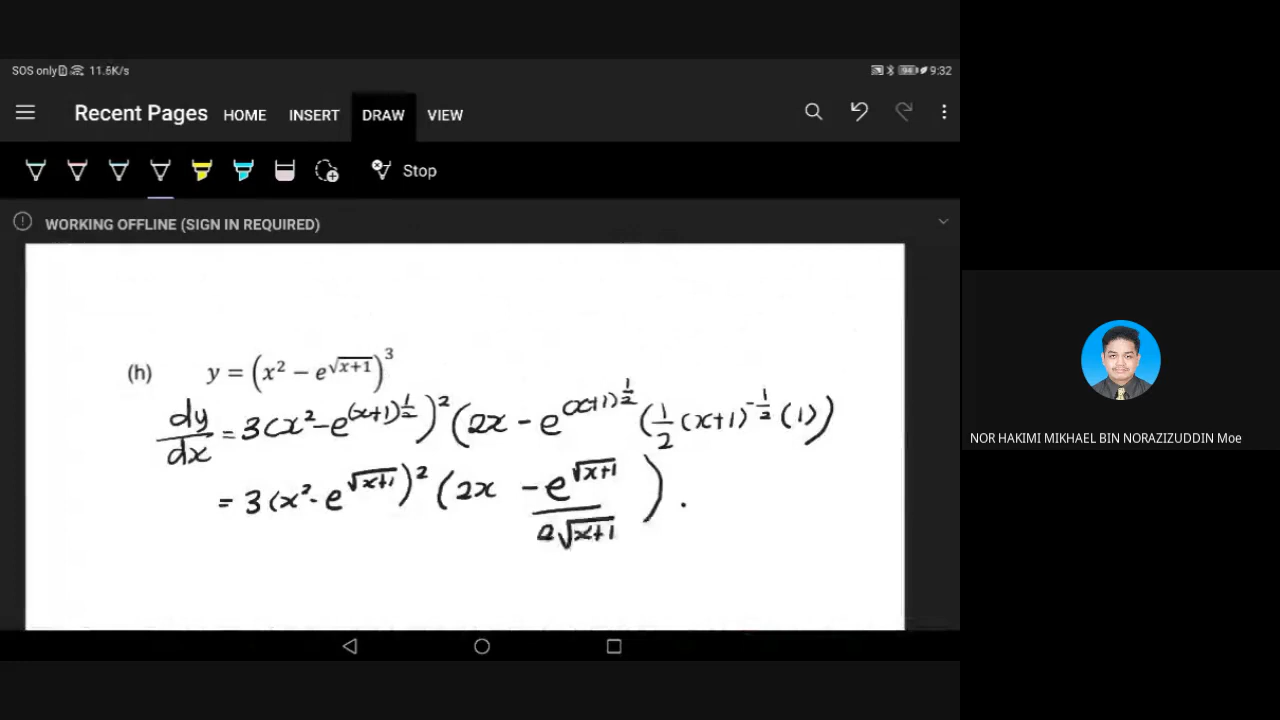 SOS only 11.6K/s 94 9:32
Recent Pages HOME INSERT DRAW VIEW
Stop
WORKING OFFLINE (SIGN IN REQUIRED)
(h) y = (x² − e^√(x+1))³
dy/dx = 3(x² − e^(x+1)^½)² (2x − e^(x+1)^½ (½ (x+1)^−½ (1))
= 3(x² − e^√(x+1))² (2x − e^√(x+1) / 2√(x+1)).
NOR HAKIMI MIKHAEL BIN NORAZIZUDDIN Moe